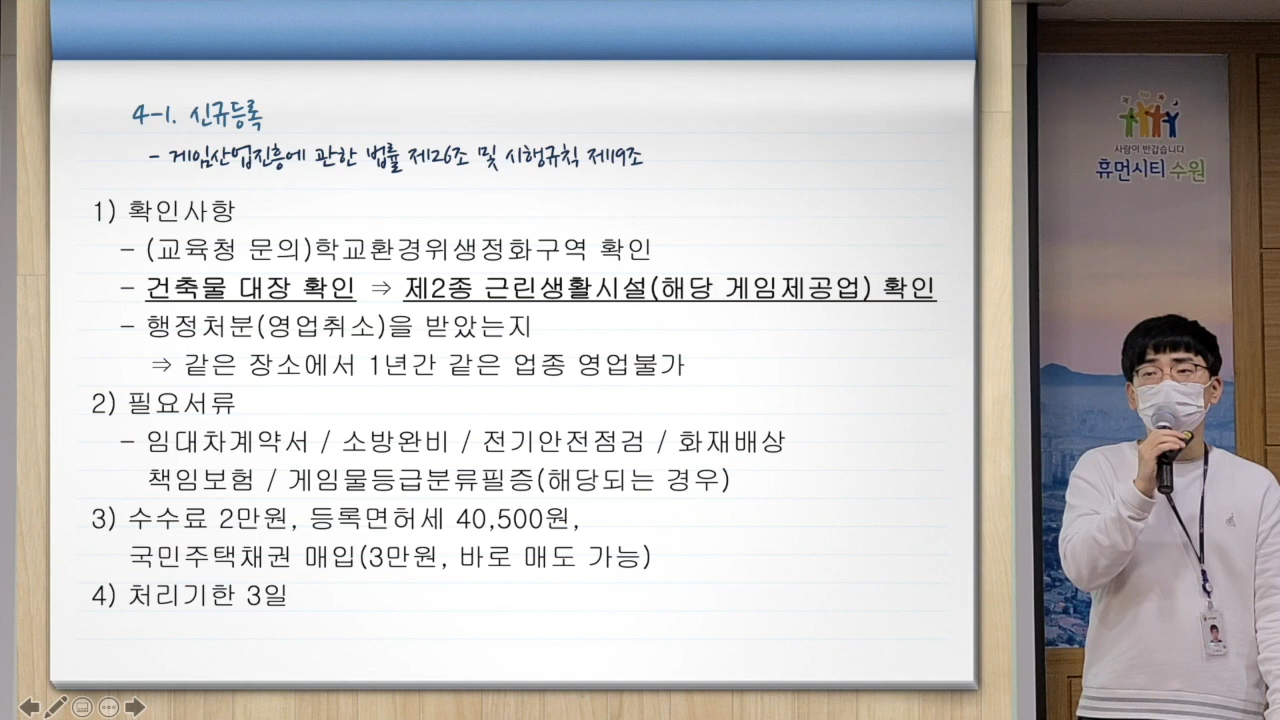 4-1. 신규등록
- 게임산업진흥에 관한 법률 제26조 및 시행규칙 제19조
1) 확인사항
- (교육청 문의)학교환경위생정화구역 확인
- 건축물 대장 확인 ⇒ 제2종 근린생활시설(해당 게임제공업) 확인
- 행정처분(영업취소)을 받았는지
⇒ 같은 장소에서 1년간 같은 업종 영업불가
2) 필요서류
- 임대차계약서 / 소방완비 / 전기안전점검 / 화재배상
책임보험 / 게임물등급분류필증(해당되는 경우)
3) 수수료 2만원, 등록면허세 40,500원,
국민주택채권 매입(3만원, 바로 매도 가능)
4) 처리기한 3일
사람이 반갑습니다
휴먼시티 수원